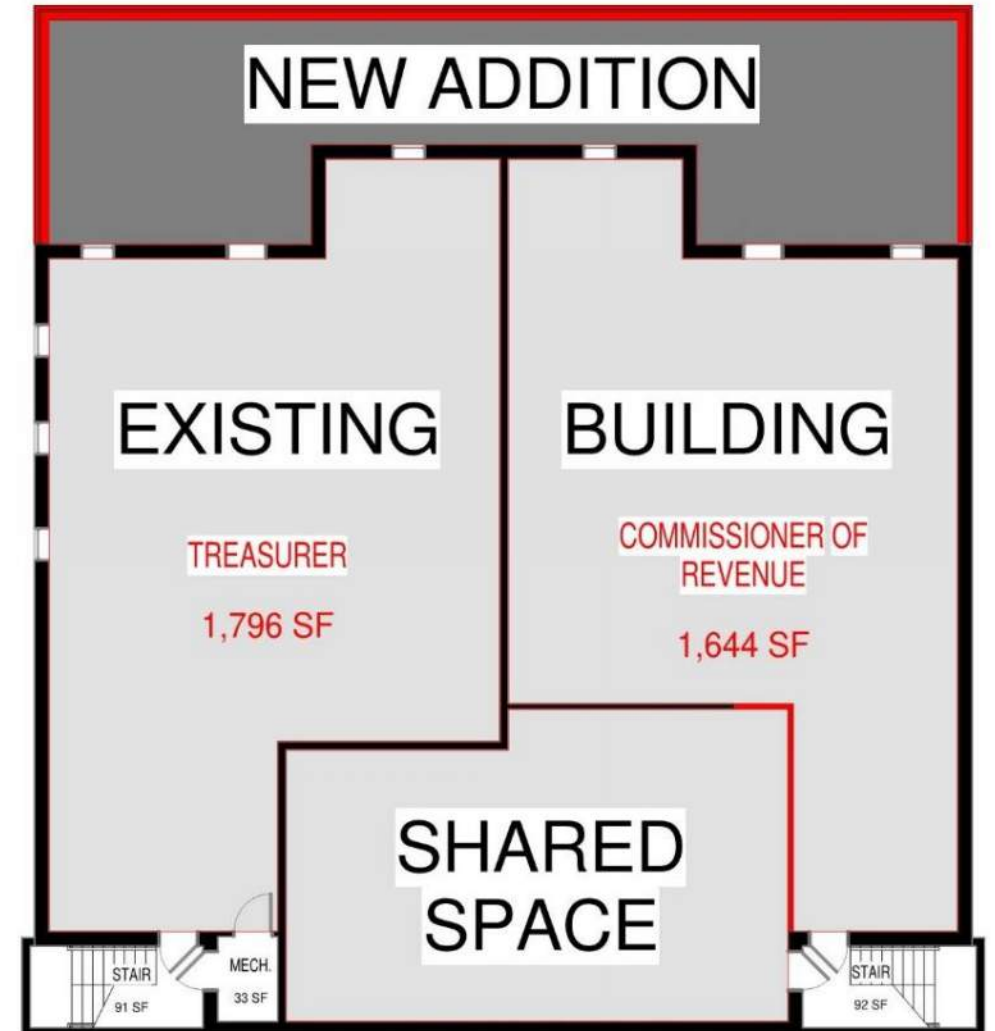 NEW ADDITION
EXISTING
BUILDING
TREASURER
1,796 SF
COMMISSIONER OF
REVENUE
1,644 SF
SHARED
SPACE
STAIR
91 SF
MECH.
33 SF
STAIR
92 SF